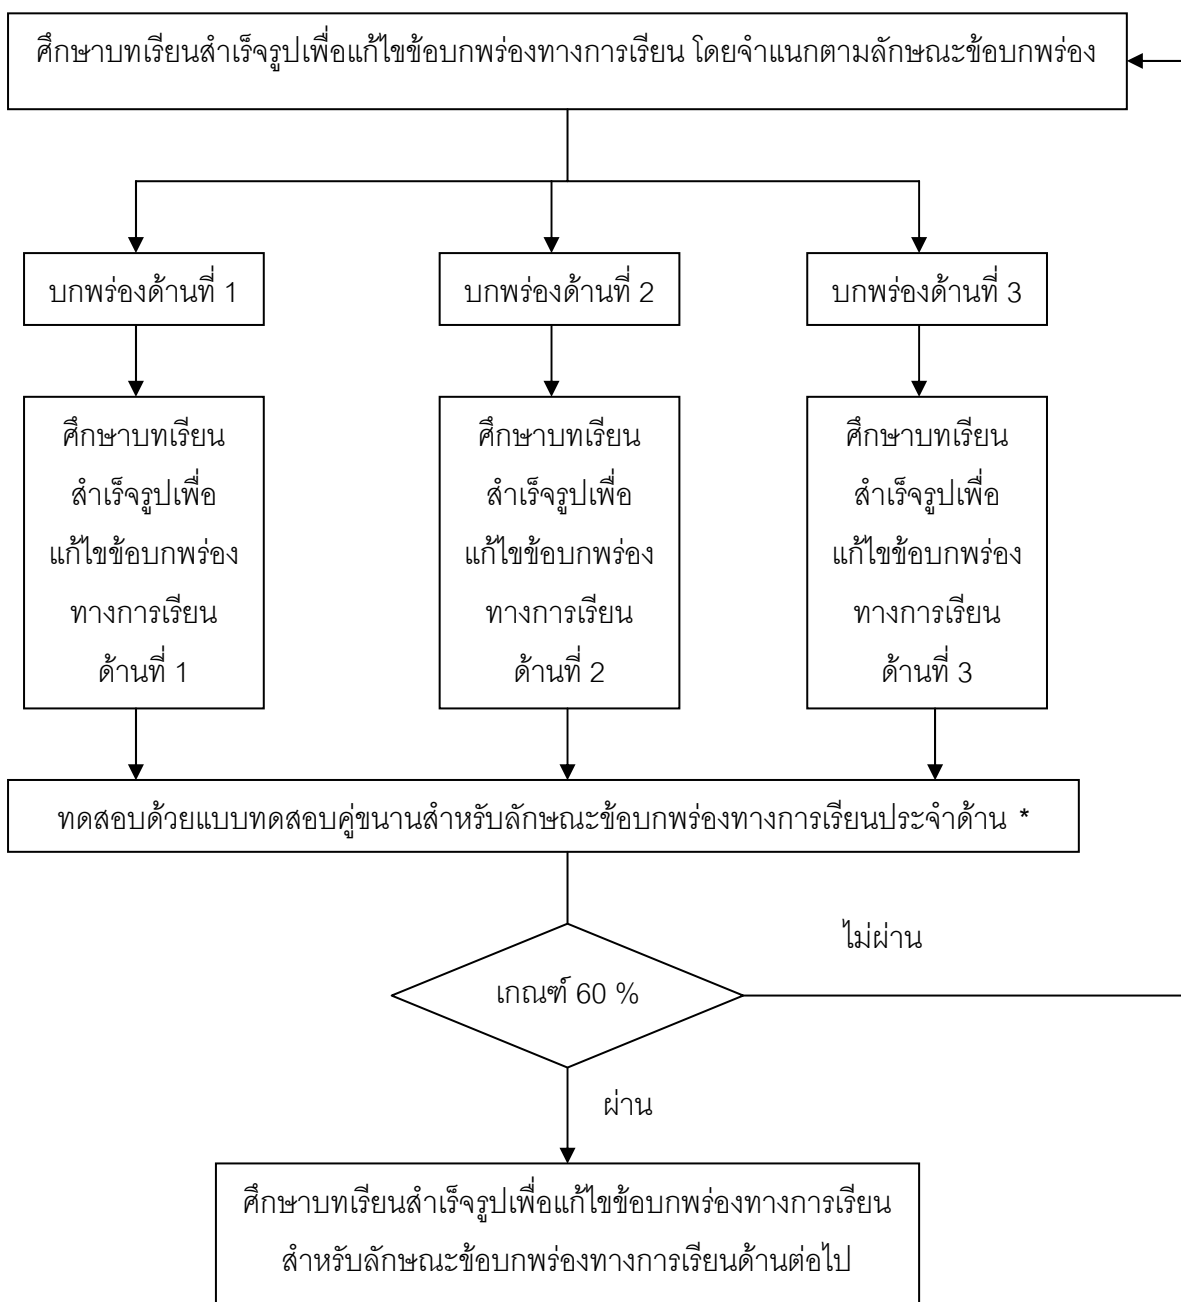 ศึกษาบทเรียนสำเร็จรูปเพื่อแก้ไขข้อบกพร่องทางการเรียน โดยจำแนกตามลักษณะข้อบกพร่อง
บกพร่องด้านที่ 1
บกพร่องด้านที่ 2
บกพร่องด้านที่ 3
ศึกษาบทเรียน
สำเร็จรูปเพื่อ
แก้ไขข้อบกพร่อง
ทางการเรียน
ด้านที่ 1
ศึกษาบทเรียน
สำเร็จรูปเพื่อ
แก้ไขข้อบกพร่อง
ทางการเรียน
ด้านที่ 2
ศึกษาบทเรียน
สำเร็จรูปเพื่อ
แก้ไขข้อบกพร่อง
ทางการเรียน
ด้านที่ 3
ทดสอบด้วยแบบทดสอบคู่ขนานสำหรับลักษณะข้อบกพร่องทางการเรียนประจำด้าน *
ไม่ผ่าน
เกณฑ์ 60 %
ผ่าน
ศึกษาบทเรียนสำเร็จรูปเพื่อแก้ไขข้อบกพร่องทางการเรียน
สำหรับลักษณะข้อบกพร่องทางการเรียนด้านต่อไป